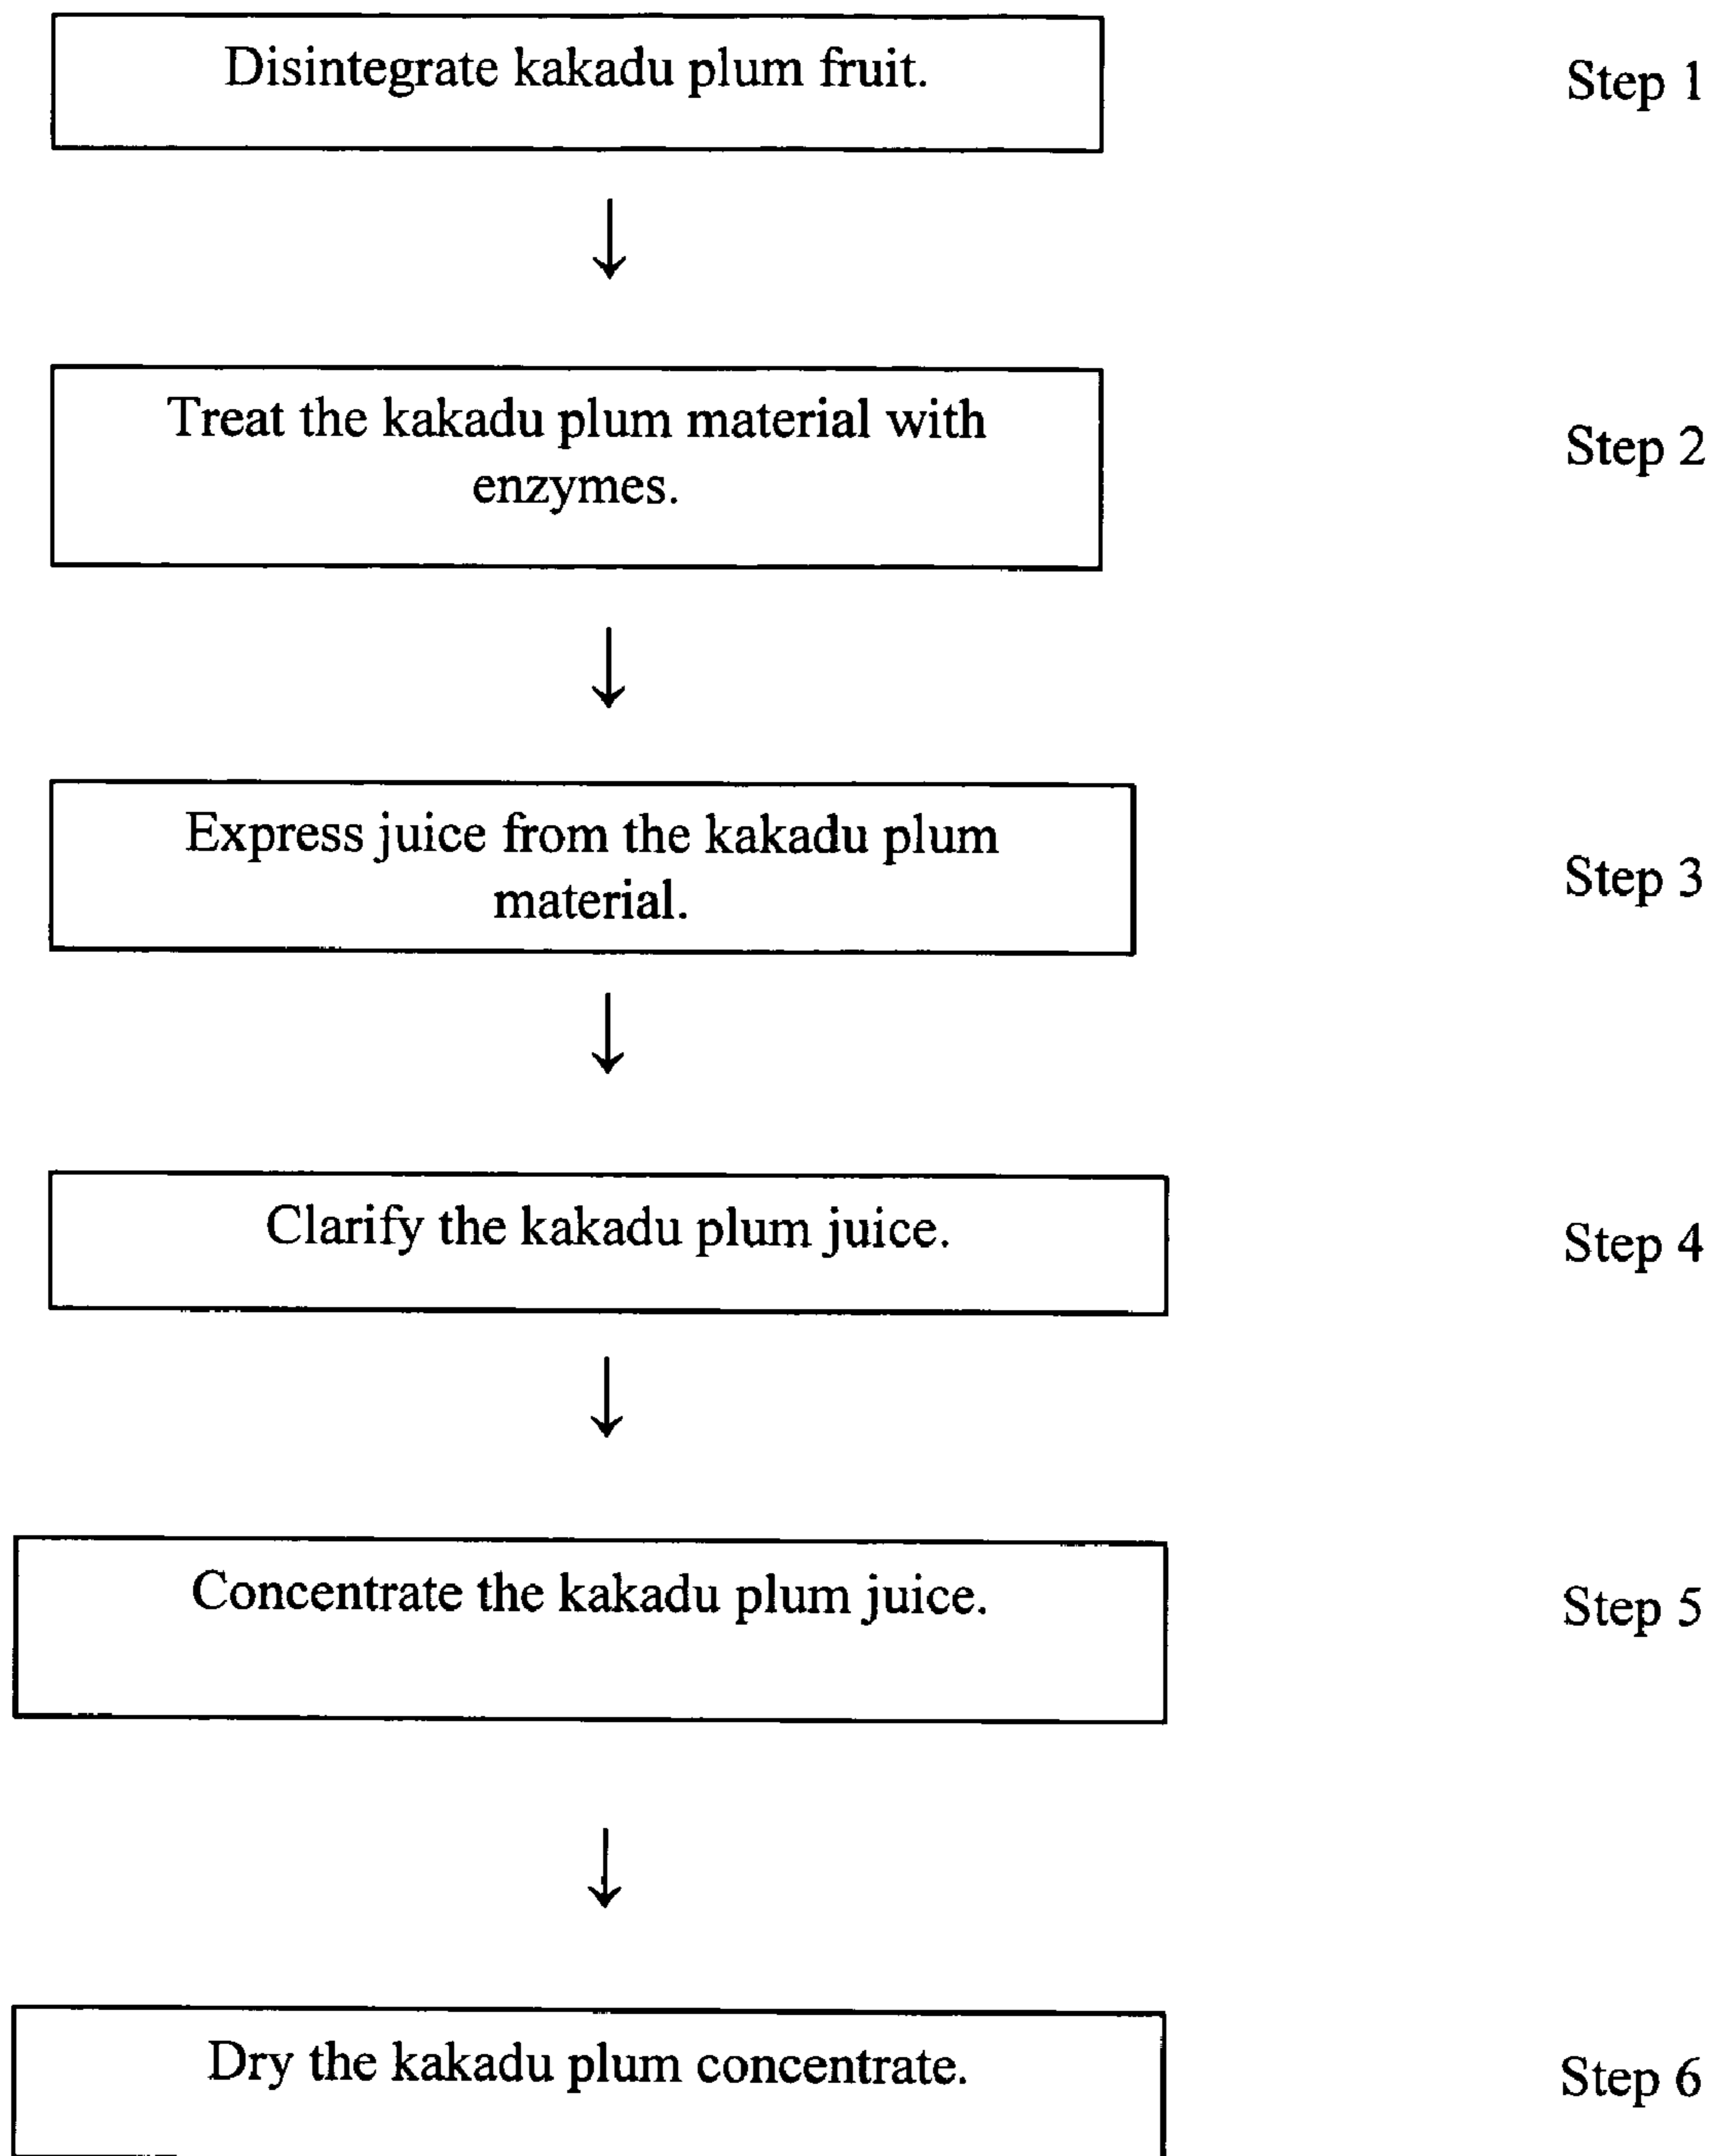 Disintegrate kakadu plum fruit.
Step 1
Treat the kakadu plum material with
enzymes.
Step 2
Express juice from the kakadu plum
material.
Step 3
Clarify the kakadu plum juice.
Step 4
Concentrate the kakadu plum juice.
Step 5
Dry the kakadu plum concentrate.
Step 6